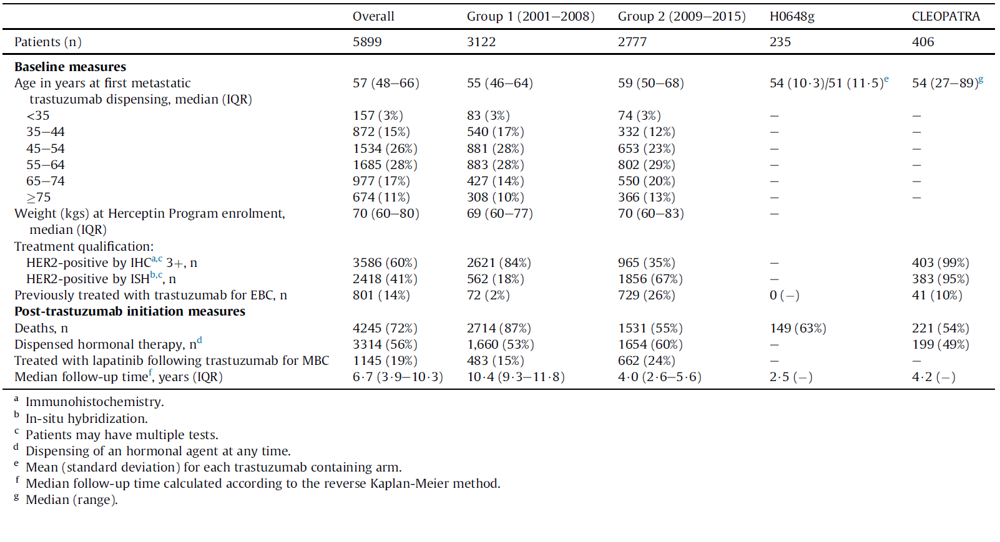 Overall Group 1 (2001−2008) Group 2 (2009−2015) H0648g CLEOPATRA
Patients (n) 5899 3122 2777 235 406
Baseline measures
Age in years at first metastatic 57 (48−66) 55 (46−64) 59 (50−68) 54 (10·3)/51 (11·5)e 54 (27−89)g
trastuzumab dispensing, median (IQR)
<35 157 (3%) 83 (3%) 74 (3%) − −
35−44 872 (15%) 540 (17%) 332 (12%) − −
45−54 1534 (26%) 881 (28%) 653 (23%) − −
55−64 1685 (28%) 883 (28%) 802 (29%) − −
65−74 977 (17%) 427 (14%) 550 (20%) − −
≥75 674 (11%) 308 (10%) 366 (13%) − −
Weight (kgs) at Herceptin Program enrolment, 70 (60−80) 69 (60−77) 70 (60−83) −
median (IQR)
Treatment qualification:
HER2-positive by IHCa,c 3+, n 3586 (60%) 2621 (84%) 965 (35%) − 403 (99%)
HER2-positive by ISHb,c, n 2418 (41%) 562 (18%) 1856 (67%) − 383 (95%)
Previously treated with trastuzumab for EBC, n 801 (14%) 72 (2%) 729 (26%) 0 (−) 41 (10%)
Post-trastuzumab initiation measures
Deaths, n 4245 (72%) 2714 (87%) 1531 (55%) 149 (63%) 221 (54%)
Dispensed hormonal therapy, nd 3314 (56%) 1,660 (53%) 1654 (60%) − 199 (49%)
Treated with lapatinib following trastuzumab for MBC 1145 (19%) 483 (15%) 662 (24%) − −
Median follow-up timef, years (IQR) 6·7 (3·9−10·3) 10·4 (9·3−11·8) 4·0 (2·6−5·6) 2·5 (−) 4·2 (−)
a Immunohistochemistry.
b In-situ hybridization.
c Patients may have multiple tests.
d Dispensing of an hormonal agent at any time.
e Mean (standard deviation) for each trastuzumab containing arm.
f Median follow-up time calculated according to the reverse Kaplan-Meier method.
g Median (range).